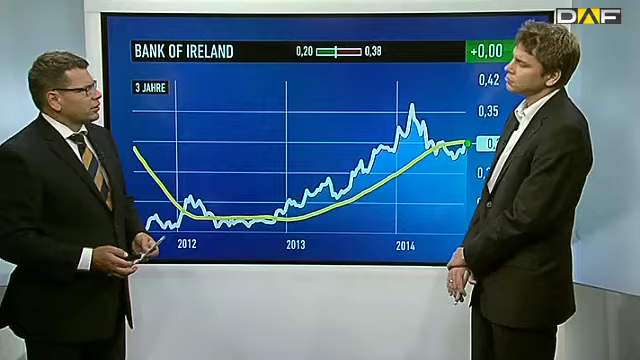 DAF
BANK OF IRELAND
0,20
0,38
+0,00
3 JAHRE
0,42
0,35
2012
2013
2014